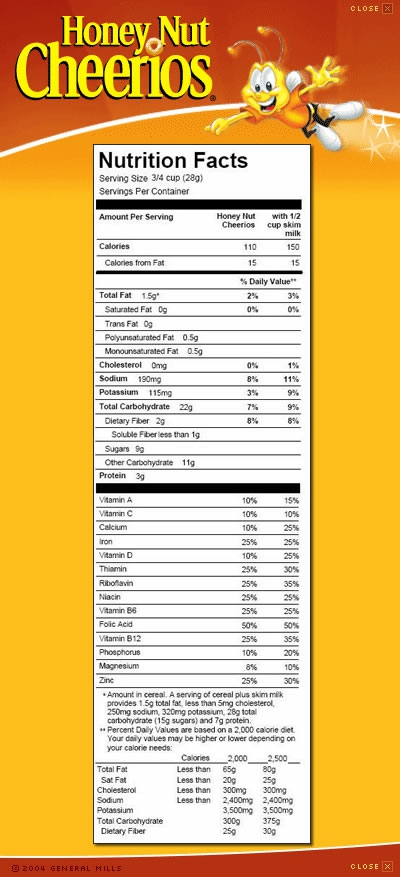 CLOSE
Honey Nut
Cheerios®
Nutrition Facts
Serving Size 3/4 cup (28g)
Servings Per Container
Amount Per Serving Honey Nut Cheerios with 1/2 cup skim milk
Calories 110 150
Calories from Fat 15 15
% Daily Value**
Total Fat 1.5g* 2% 3%
Saturated Fat 0g 0% 0%
Trans Fat 0g
Polyunsaturated Fat 0.5g
Monounsaturated Fat 0.5g
Cholesterol 0mg 0% 1%
Sodium 190mg 8% 11%
Potassium 115mg 3% 9%
Total Carbohydrate 22g 7% 9%
Dietary Fiber 2g 8% 8%
Soluble Fiber less than 1g
Sugars 9g
Other Carbohydrate 11g
Protein 3g
Vitamin A 10% 15%
Vitamin C 10% 10%
Calcium 10% 25%
Iron 25% 25%
Vitamin D 10% 25%
Thiamin 25% 30%
Riboflavin 25% 35%
Niacin 25% 25%
Vitamin B6 25% 25%
Folic Acid 50% 50%
Vitamin B12 25% 35%
Phosphorus 10% 20%
Magnesium 8% 10%
Zinc 25% 30%
* Amount in cereal. A serving of cereal plus skim milk
provides 1.5g total fat, less than 5mg cholesterol,
250mg sodium, 320mg potassium, 28g total
carbohydrate (15g sugars) and 7g protein.
** Percent Daily Values are based on a 2,000 calorie diet.
Your daily values may be higher or lower depending on
your calorie needs:
Calories 2,000 2,500
Total Fat Less than 65g 80g
Sat Fat Less than 20g 25g
Cholesterol Less than 300mg 300mg
Sodium Less than 2,400mg 2,400mg
Potassium 3,500mg 3,500mg
Total Carbohydrate 300g 375g
Dietary Fiber 25g 30g
© 2004 GENERAL MILLS
CLOSE